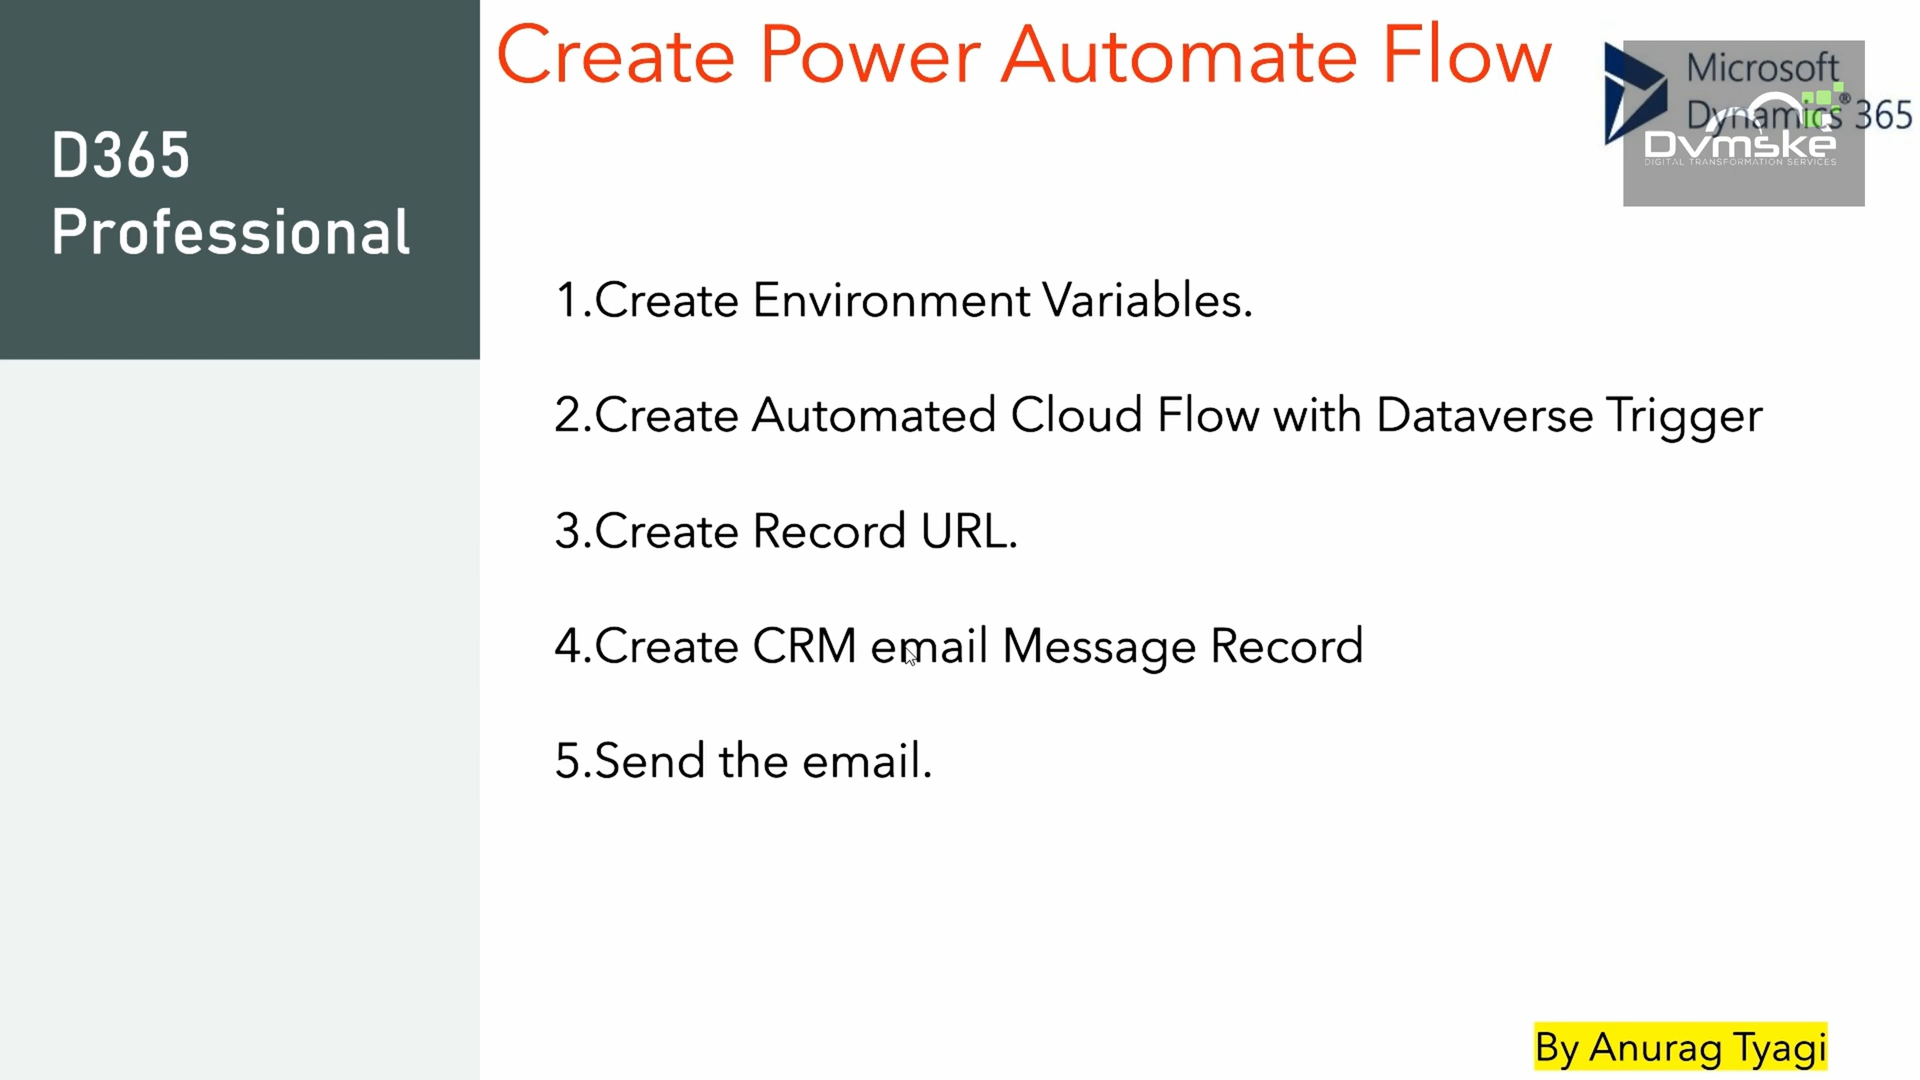 Create Power Automate Flow
D365
Professional
Microsoft
Dynamics® 365
Dvmske
DIGITAL TRANSFORMATION SERVICES
1.Create Environment Variables.
2.Create Automated Cloud Flow with Dataverse Trigger
3.Create Record URL.
4.Create CRM email Message Record
5.Send the email.
By Anurag Tyagi